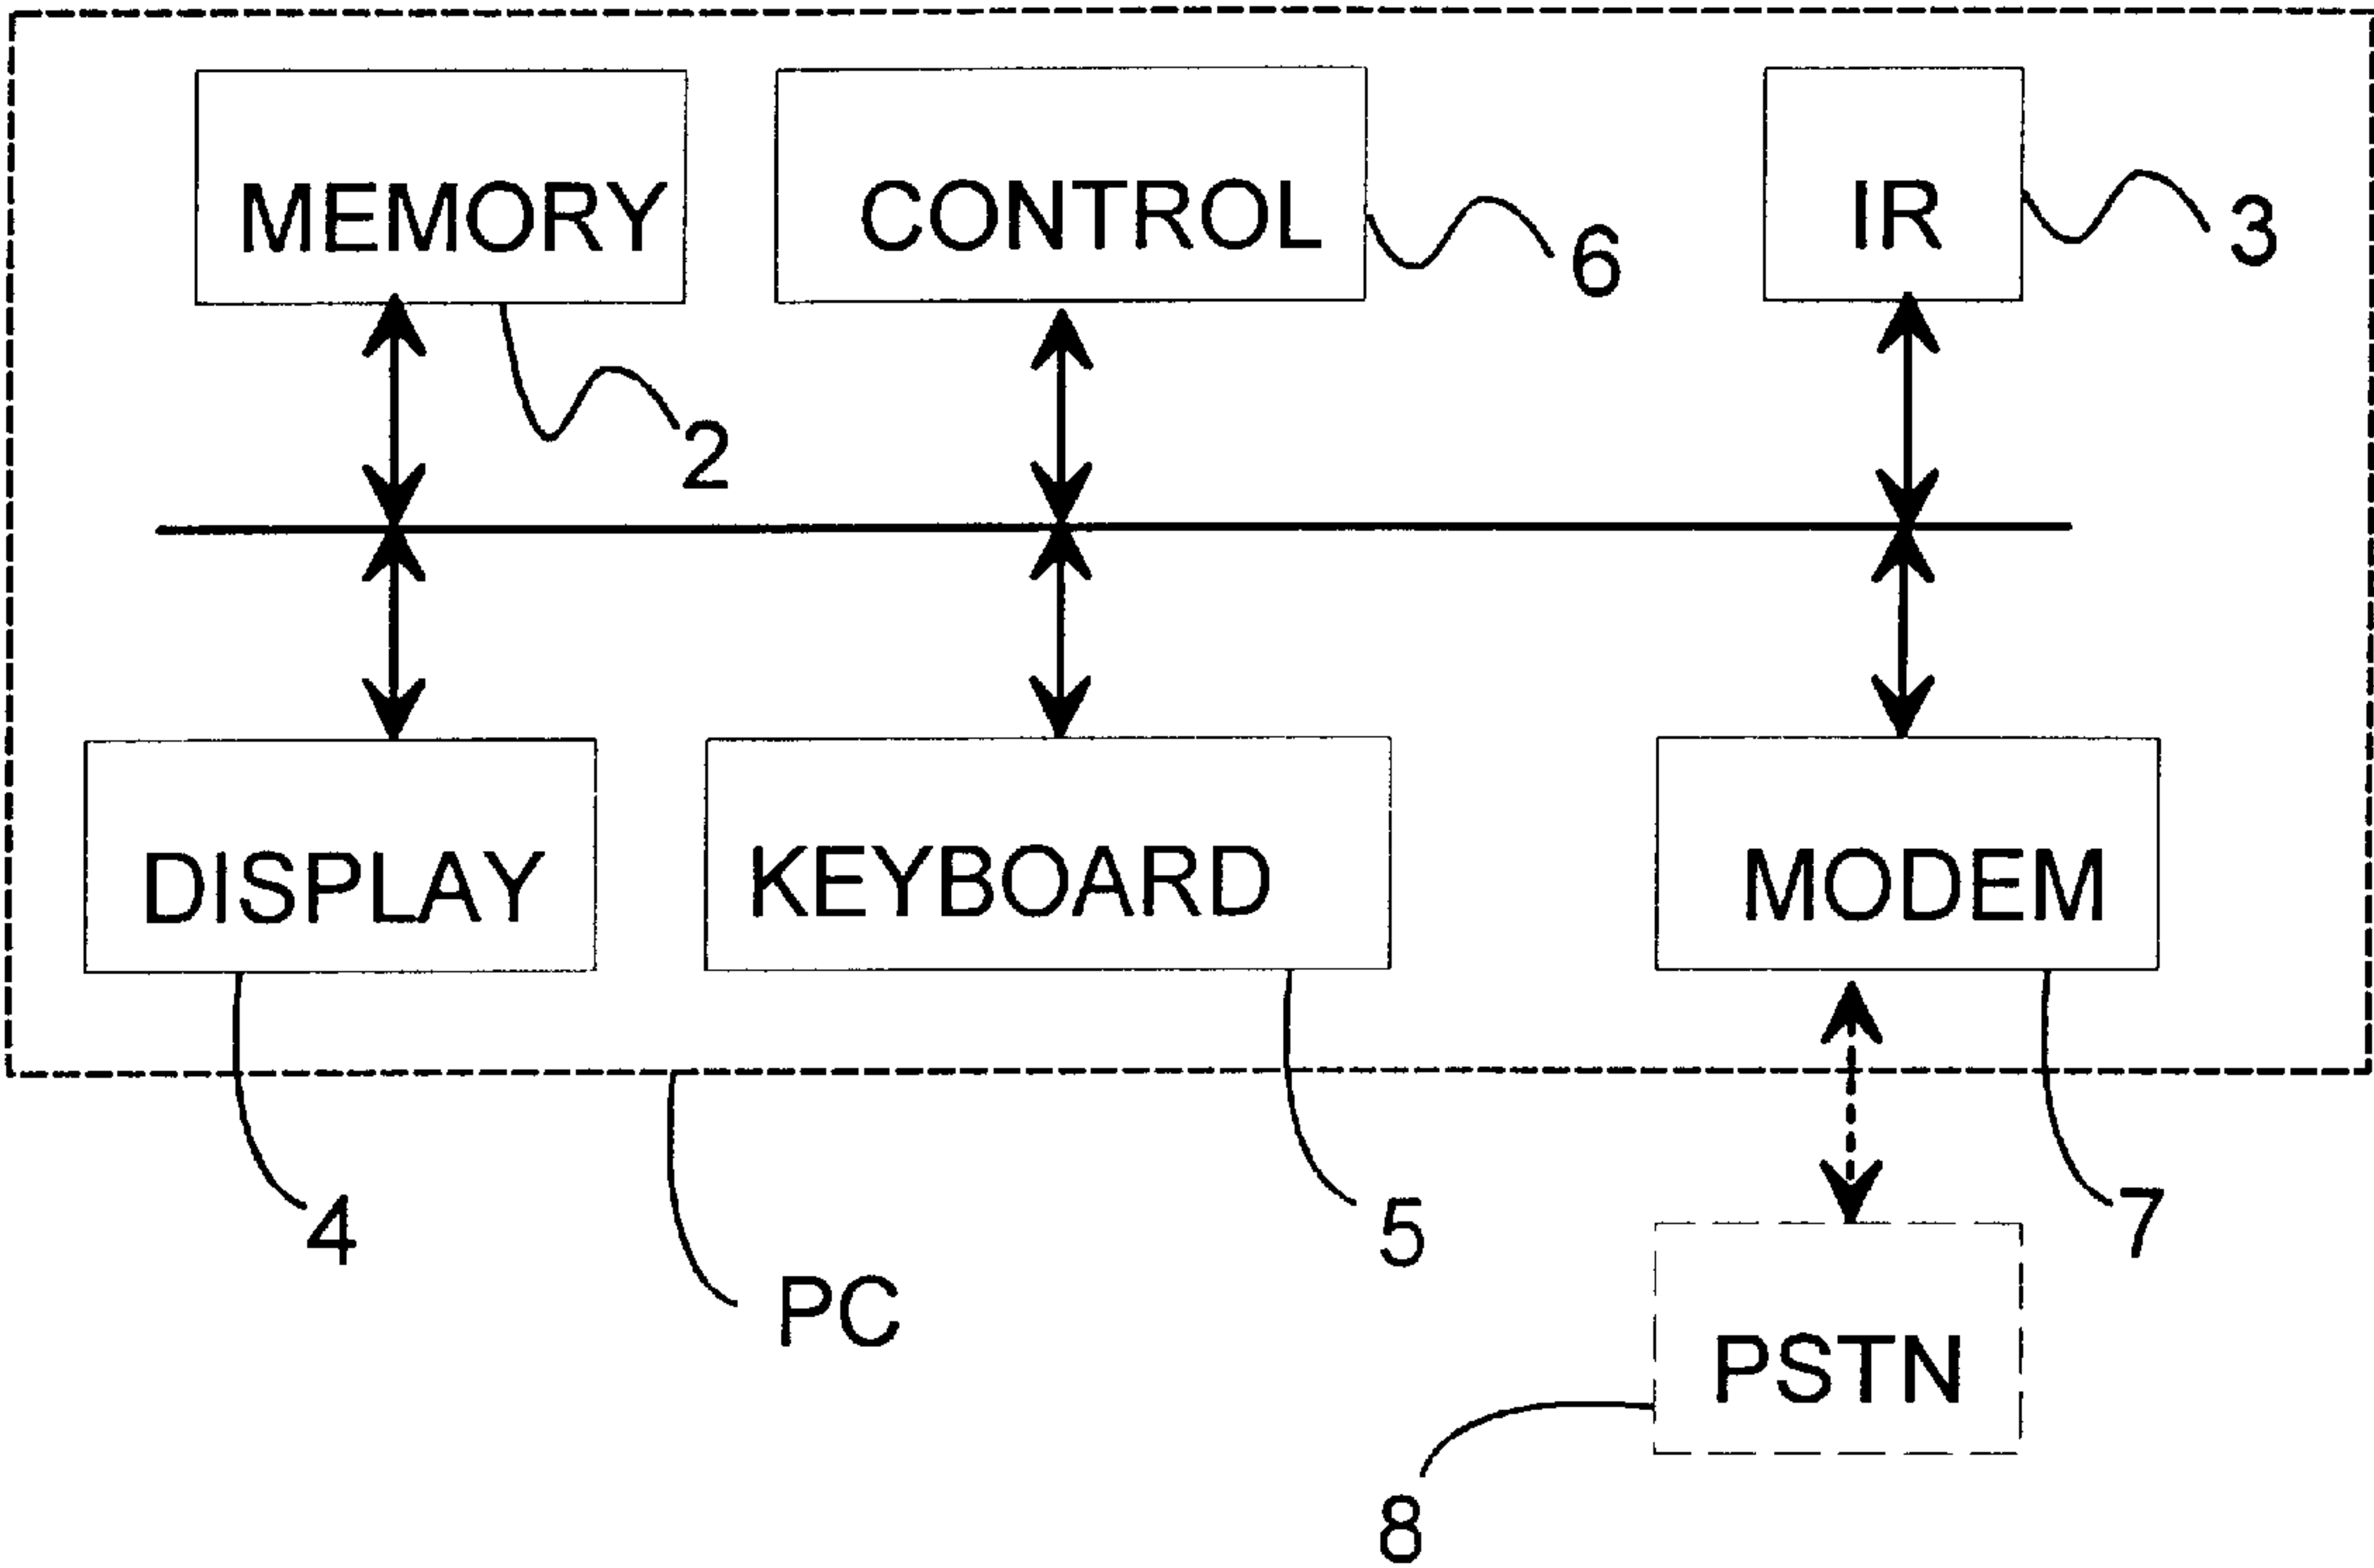 MEMORY
CONTROL
IR
3
6
2
DISPLAY
KEYBOARD
MODEM
4
5
7
PC
PSTN
8